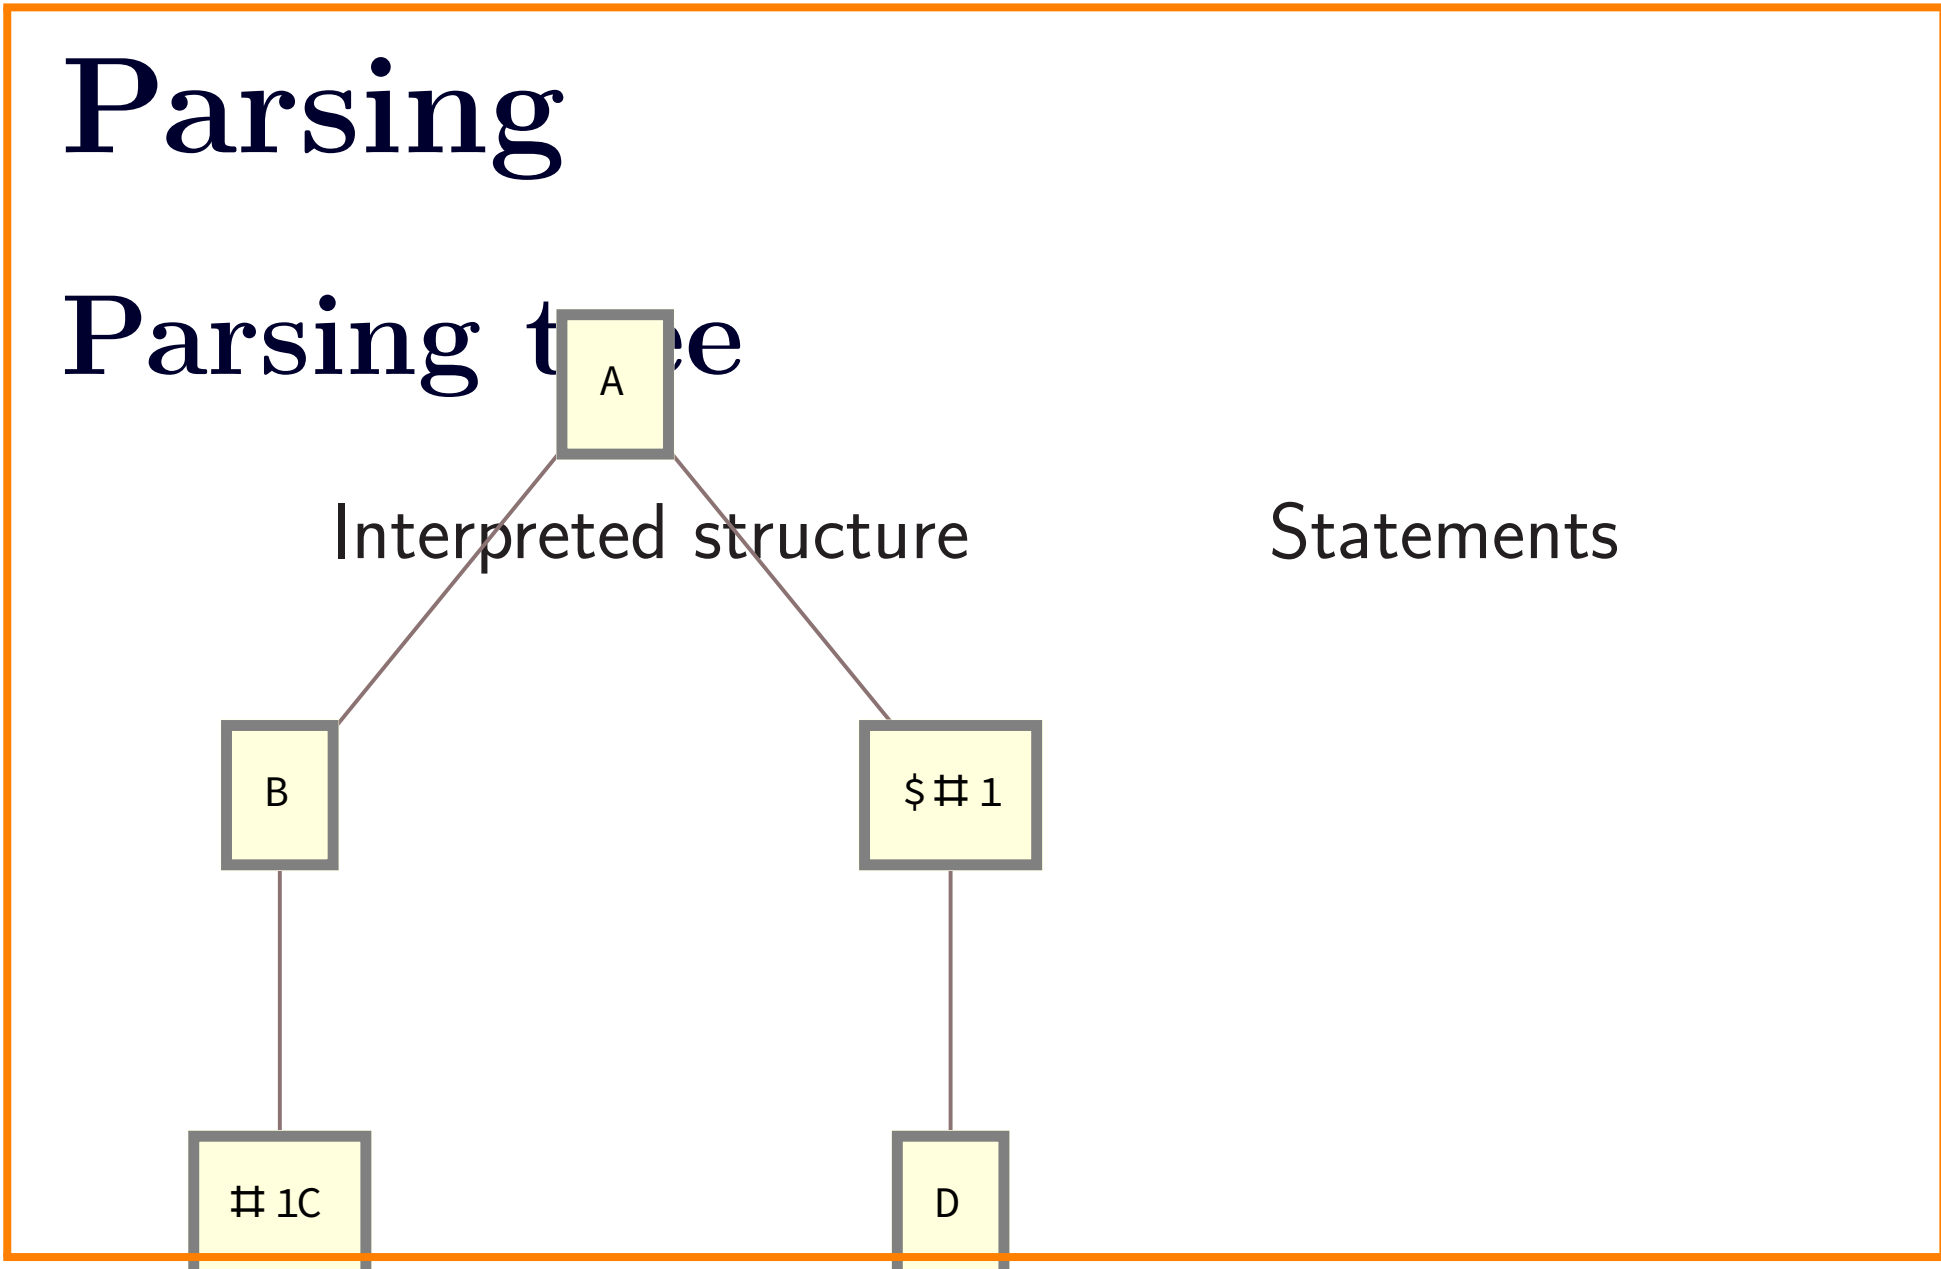 Parsing
Parsing t ee
A
Interpreted structure Statements
B $#1
#1C D